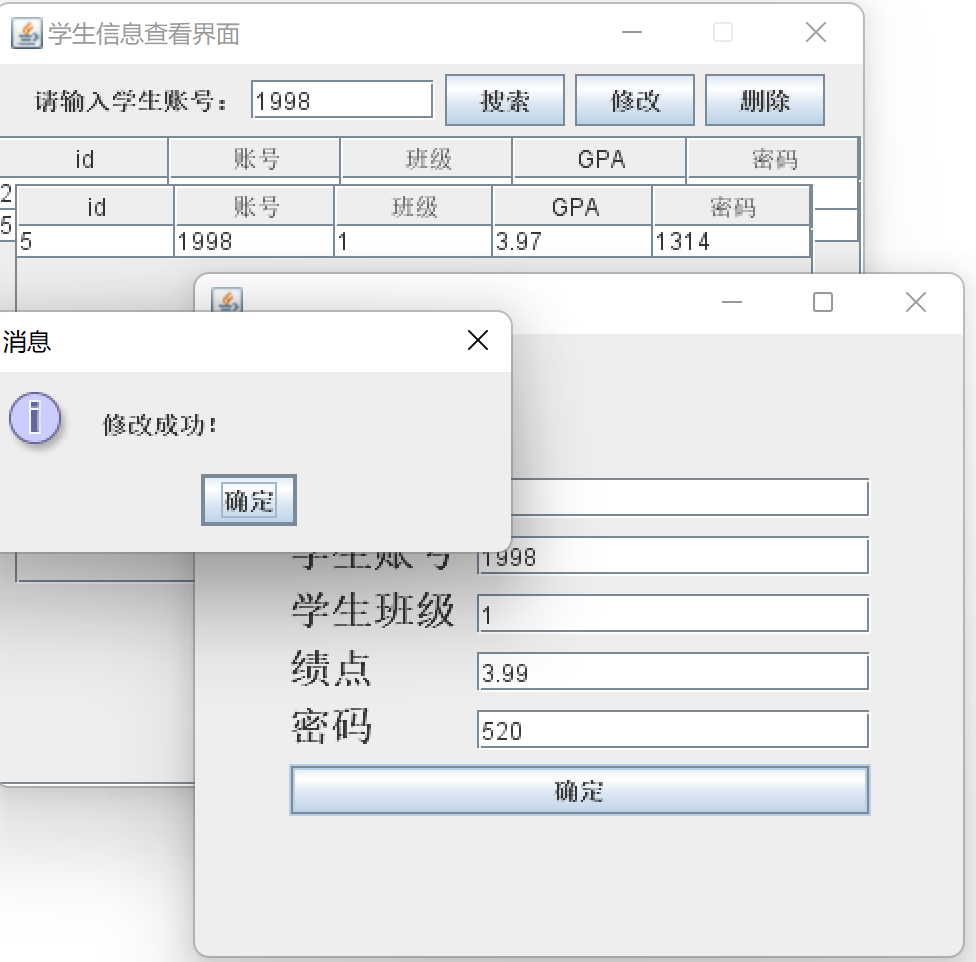 学生信息查看界面
请输入学生账号： 1998 搜索 修改 删除
id 账号 班级 GPA 密码
2
5
id 账号 班级 GPA 密码
5 1998 1 3.97 1314
消息
修改成功！
确定
学生账号 1998
学生班级 1
绩点 3.99
密码 520
确定